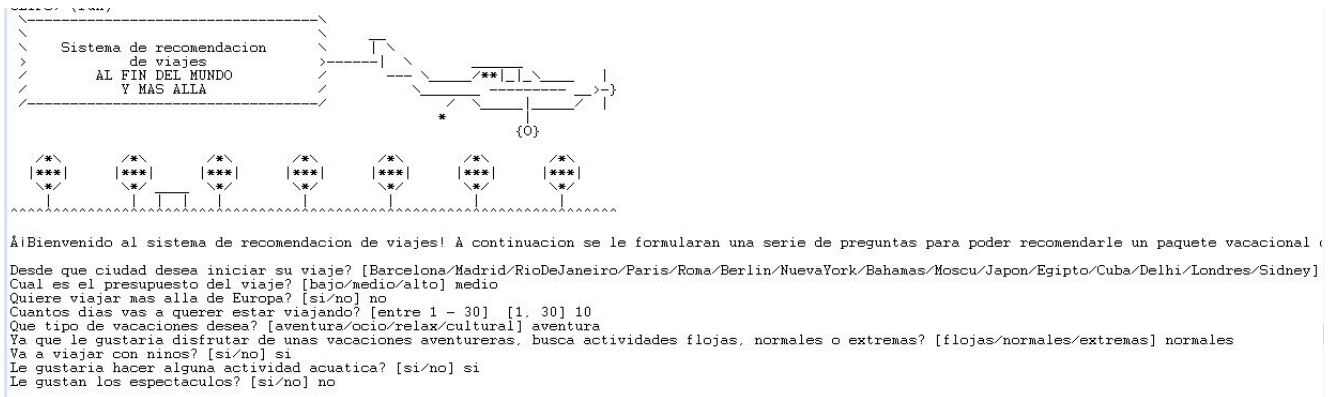 CLIPS> (run)
Sistema de recomendacion
de viajes
AL FIN DEL MUNDO
Y MAS ALLA
{O}
Â¡Bienvenido al sistema de recomendacion de viajes! A continuacion se le formularan una serie de preguntas para poder recomendarle un paquete vacacional
Desde que ciudad desea iniciar su viaje? [Barcelona/Madrid/RioDeJaneiro/Paris/Roma/Berlin/NuevaYork/Bahamas/Moscu/Japon/Egipto/Cuba/Delhi/Londres/Sidney]
Cual es el presupuesto del viaje? [bajo/medio/alto] medio
Quiere viajar mas alla de Europa? [si/no] no
Cuantos dias vas a querer estar viajando? [entre 1 - 30]  [1, 30] 10
Que tipo de vacaciones desea? [aventura/ocio/relax/cultural] aventura
Ya que le gustaria disfrutar de unas vacaciones aventureras, busca actividades flojas, normales o extremas? [flojas/normales/extremas] normales
Va a viajar con ninos? [si/no] si
Le gustaria hacer alguna actividad acuatica? [si/no] si
Le gustan los espectaculos? [si/no] no